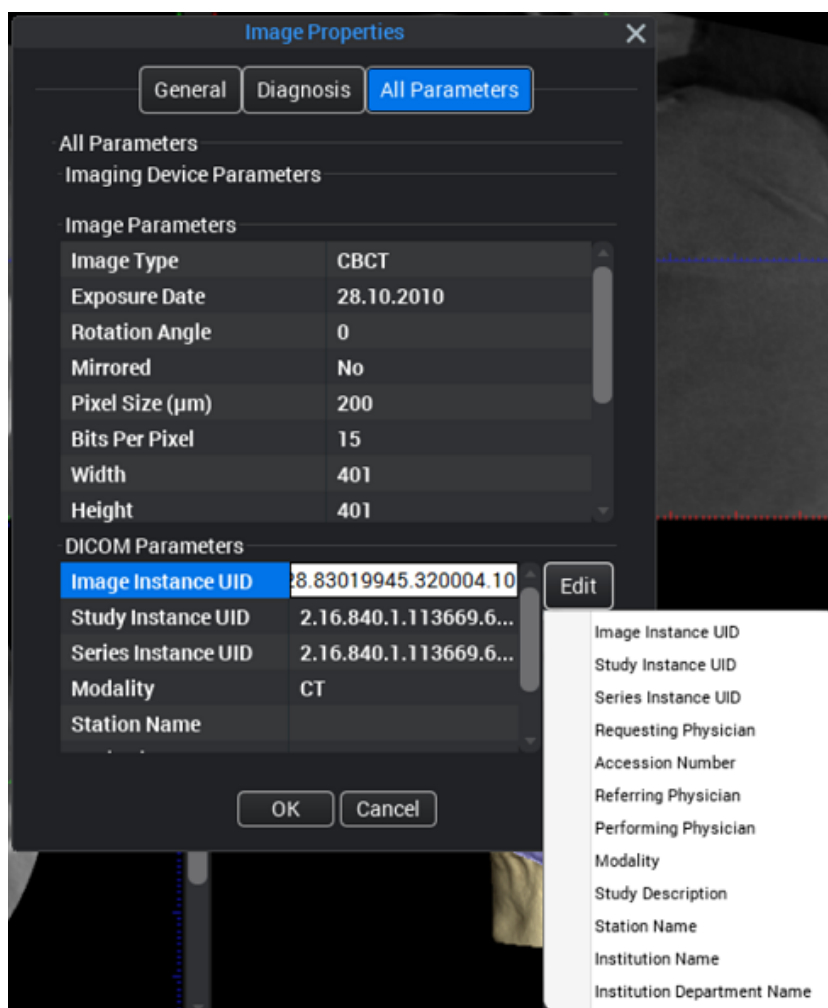 Image Properties
General Diagnosis All Parameters
All Parameters
Imaging Device Parameters
Image Parameters
Image Type CBCT
Exposure Date 28.10.2010
Rotation Angle 0
Mirrored No
Pixel Size (µm) 200
Bits Per Pixel 15
Width 401
Height 401
DICOM Parameters
Image Instance UID 28.83019945.320004.10 Edit
Study Instance UID 2.16.840.1.113669.6...
Series Instance UID 2.16.840.1.113669.6...
Modality CT
Station Name
OK Cancel
Image Instance UID
Study Instance UID
Series Instance UID
Requesting Physician
Accession Number
Referring Physician
Performing Physician
Modality
Study Description
Station Name
Institution Name
Institution Department Name